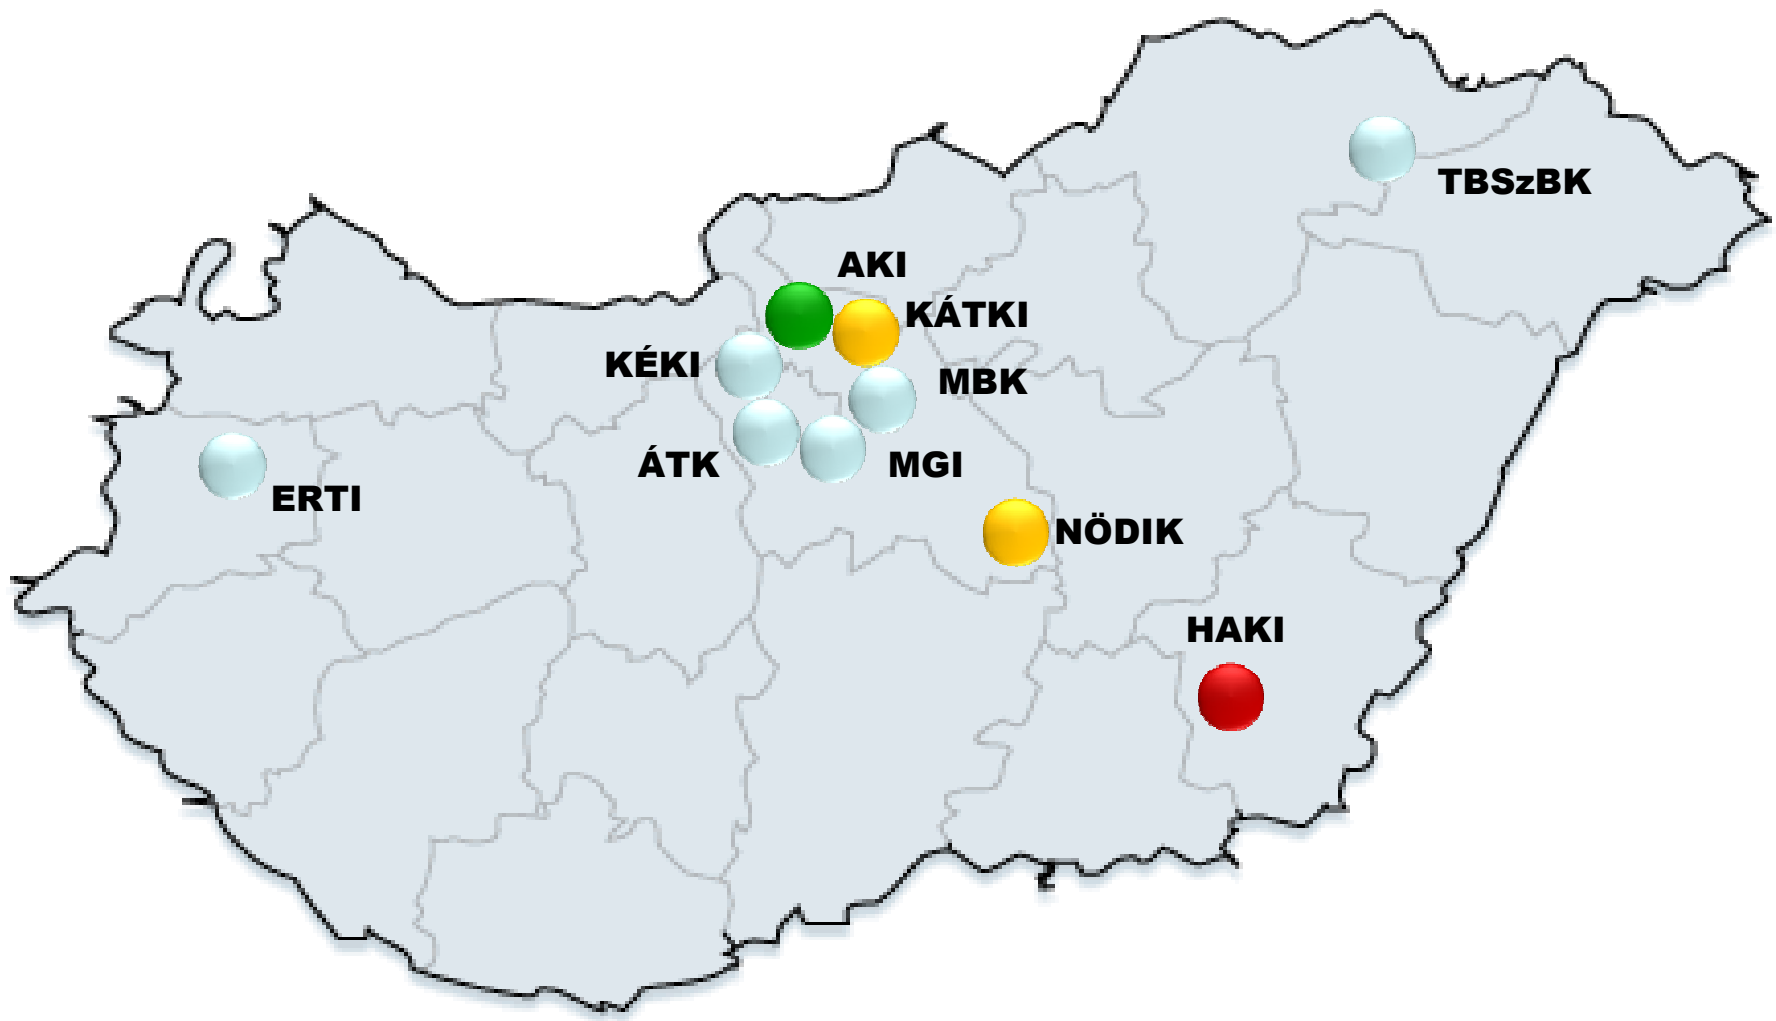 TBSzBK
AKI
KÁTKI
KÉKI
MBK
ÁTK
MGI
ERTI
NÖDIK
HAKI